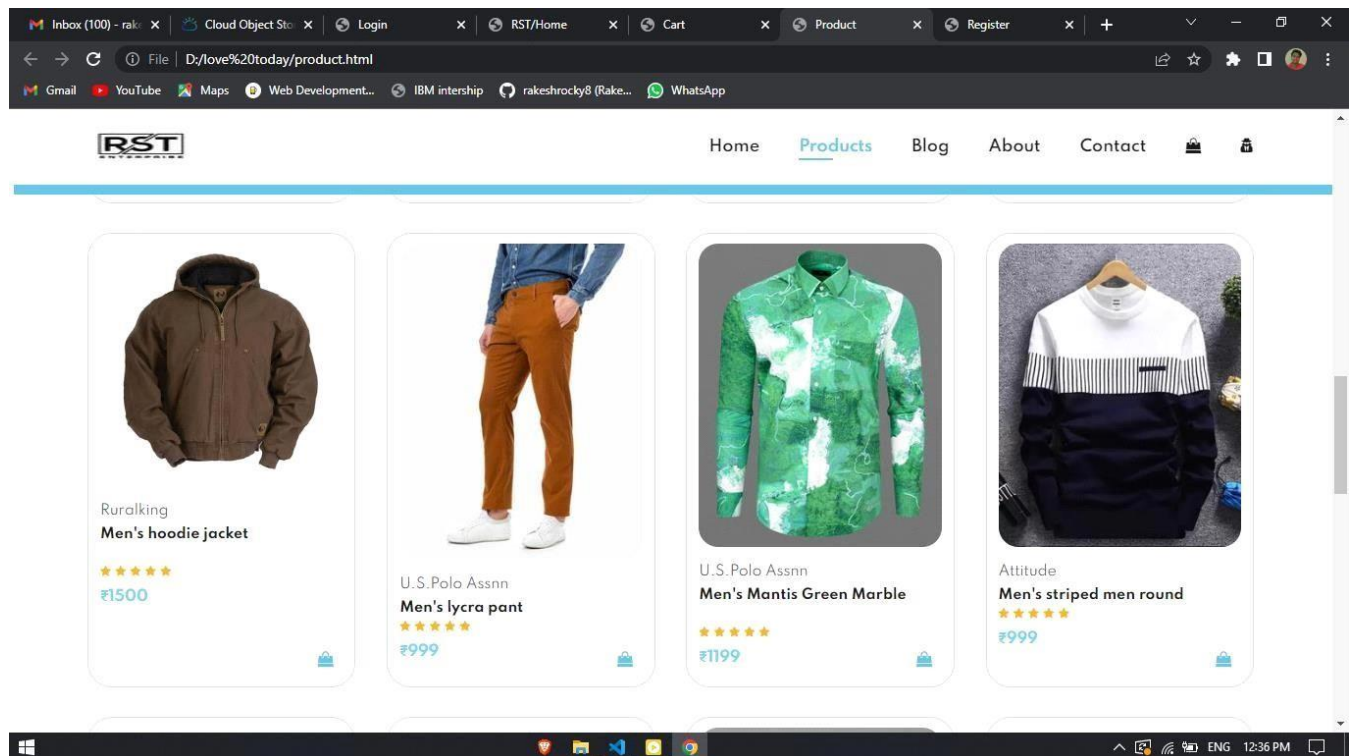 Inbox (100) - rake
Cloud Object Sto
Login
RST/Home
Cart
Product
Register
File D:/love%20today/product.html
Gmail YouTube Maps Web Development... IBM intership rakeshrocky8 (Rake... WhatsApp
RST
ENTERPRISE
Home Products Blog About Contact
Ruralking
Men's hoodie jacket
₹1500
U.S.Polo Assnn
Men's lycra pant
₹999
U.S.Polo Assnn
Men's Mantis Green Marble
₹1199
Attitude
Men's striped men round
₹999
ENG 12:36 PM